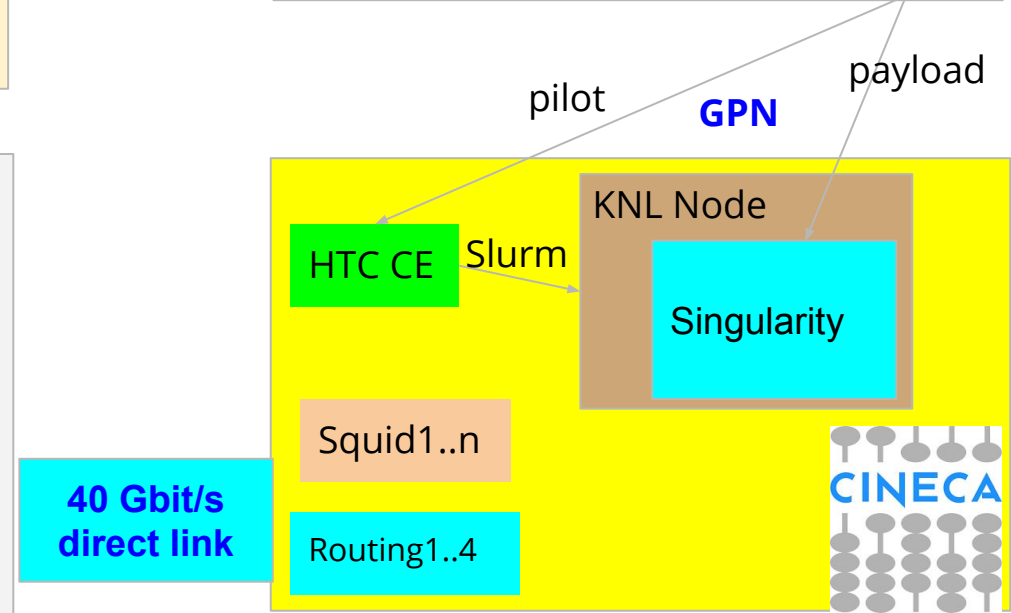 pilot
payload
GPN
KNL Node
HTC CE
Slurm
Singularity
Squid1..n
CINECA
40 Gbit/s
direct link
Routing1..4